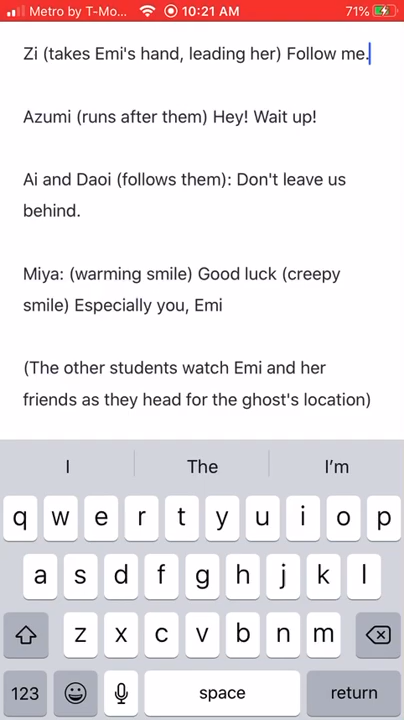 Metro by T-Mo... 10:21 AM 71%
Zi (takes Emi's hand, leading her) Follow me.
Azumi (runs after them) Hey! Wait up!
Ai and Daoi (follows them): Don't leave us
behind.
Miya: (warming smile) Good luck (creepy
smile) Especially you, Emi
(The other students watch Emi and her
friends as they head for the ghost's location)
I The I'm
q w e r t y u i o p
a s d f g h j k l
z x c v b n m
123 space return